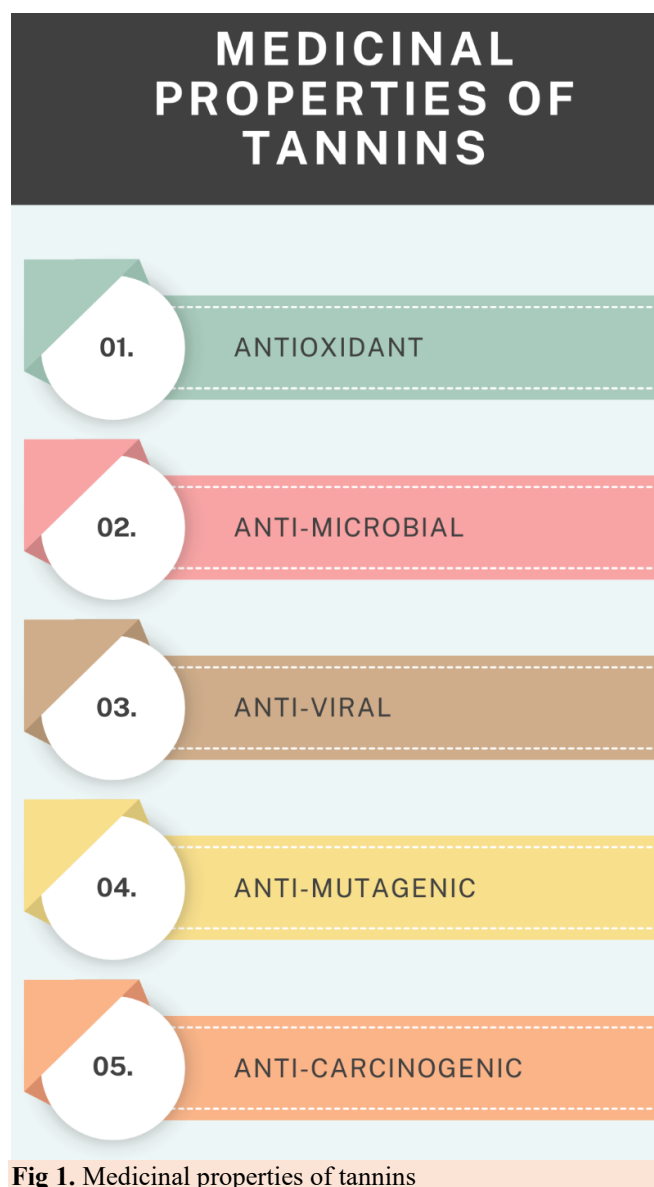 MEDICINAL
PROPERTIES OF
TANNINS
01. ANTIOXIDANT
02. ANTI-MICROBIAL
03. ANTI-VIRAL
04. ANTI-MUTAGENIC
05. ANTI-CARCINOGENIC
Fig 1. Medicinal properties of tannins